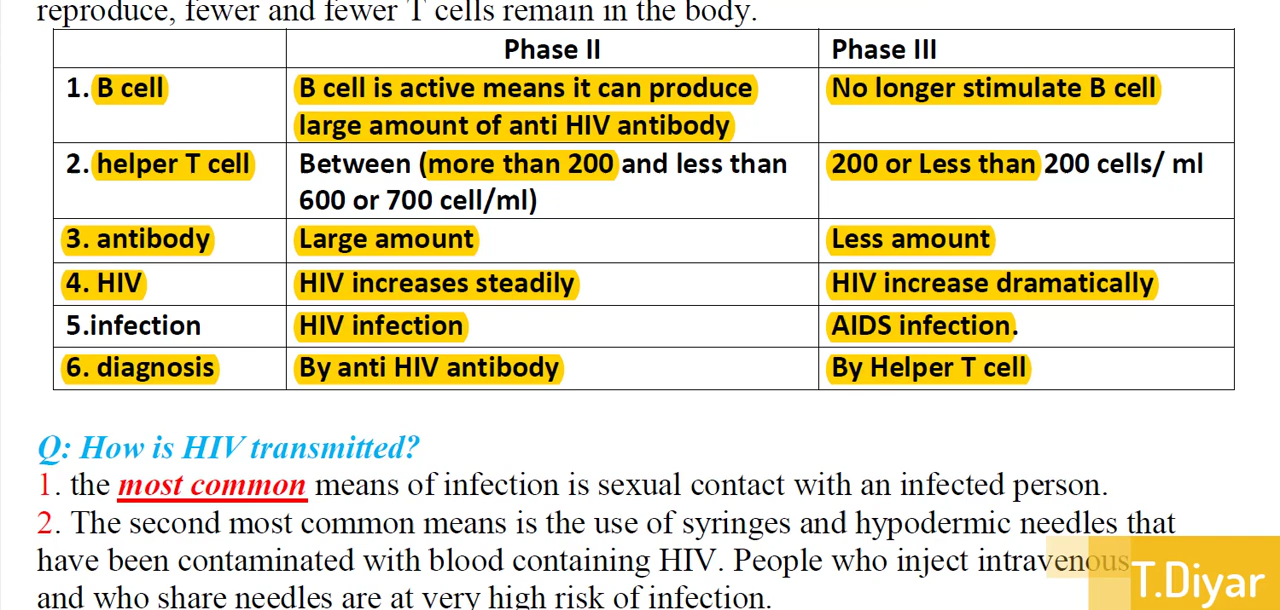 reproduce, fewer and fewer T cells remain in the body.
Phase II Phase III
1. B cell B cell is active means it can produce No longer stimulate B cell
large amount of anti HIV antibody
2. helper T cell Between (more than 200 and less than 200 or Less than 200 cells/ ml
600 or 700 cell/ml)
3. antibody Large amount Less amount
4. HIV HIV increases steadily HIV increase dramatically
5.infection HIV infection AIDS infection.
6. diagnosis By anti HIV antibody By Helper T cell
Q: How is HIV transmitted?
1. the most common means of infection is sexual contact with an infected person.
2. The second most common means is the use of syringes and hypodermic needles that
have been contaminated with blood containing HIV. People who inject intravenous
and who share needles are at very high risk of infection.
T.Diyar